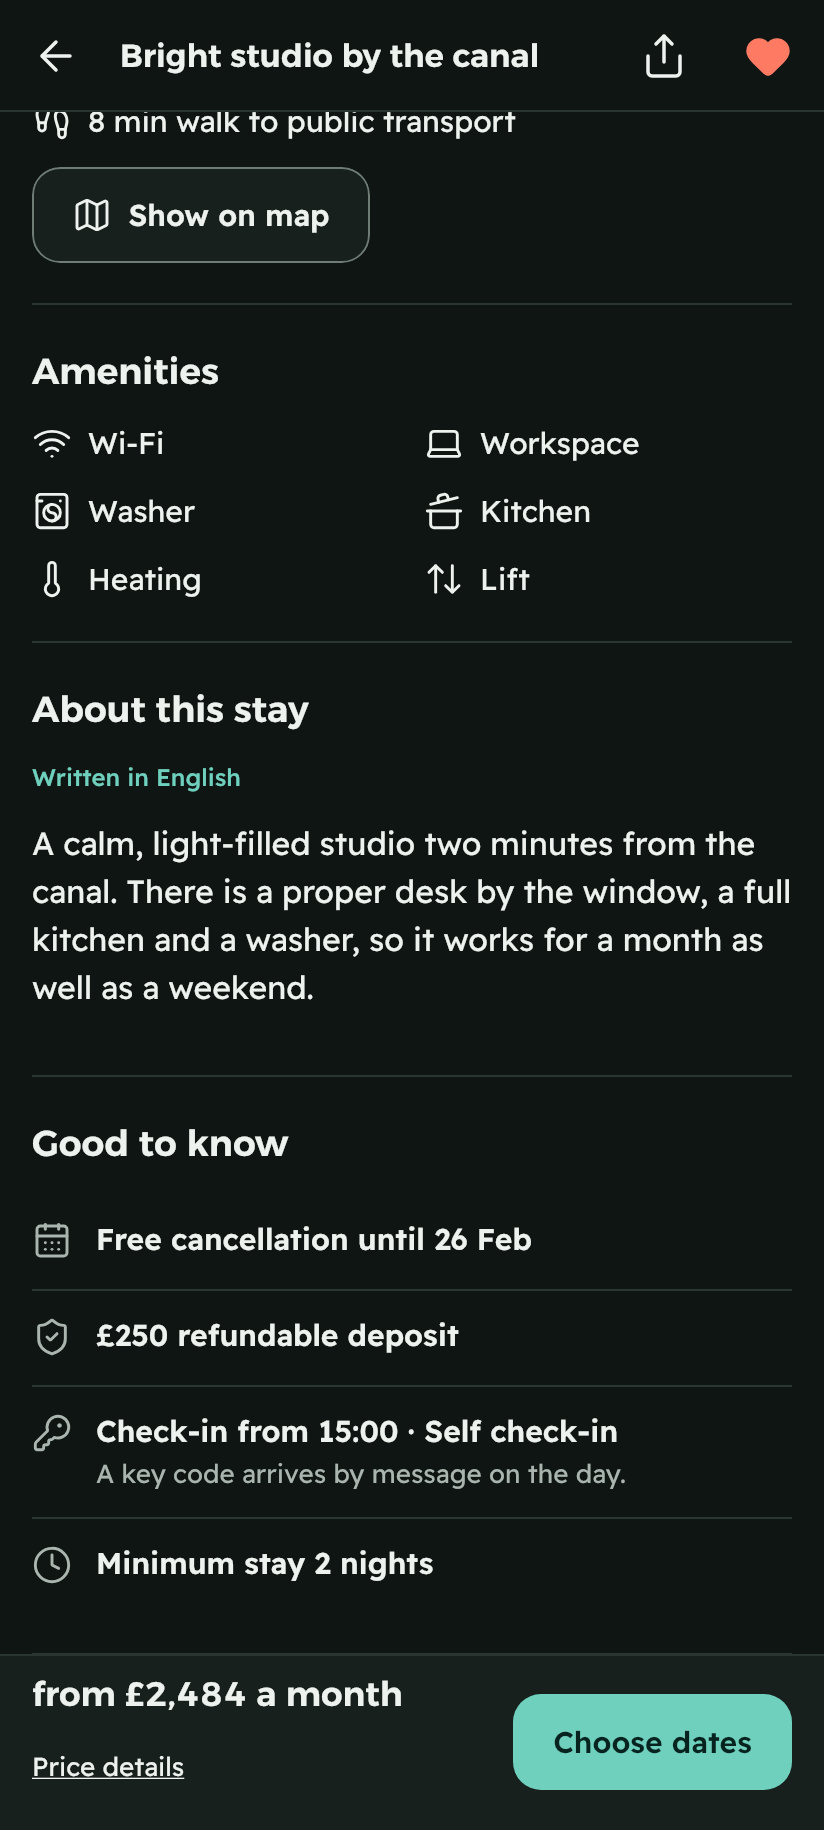 Bright studio by the canal
8 min walk to public transport
Show on map
Amenities
Wi-Fi
Workspace
Washer
Kitchen
Heating
Lift
About this stay
Written in English
A calm, light-filled studio two minutes from the
canal. There is a proper desk by the window, a full
kitchen and a washer, so it works for a month as
well as a weekend.
Good to know
Free cancellation until 26 Feb
£250 refundable deposit
Check-in from 15:00 · Self check-in
A key code arrives by message on the day.
Minimum stay 2 nights
from £2,484 a month
Price details
Choose dates